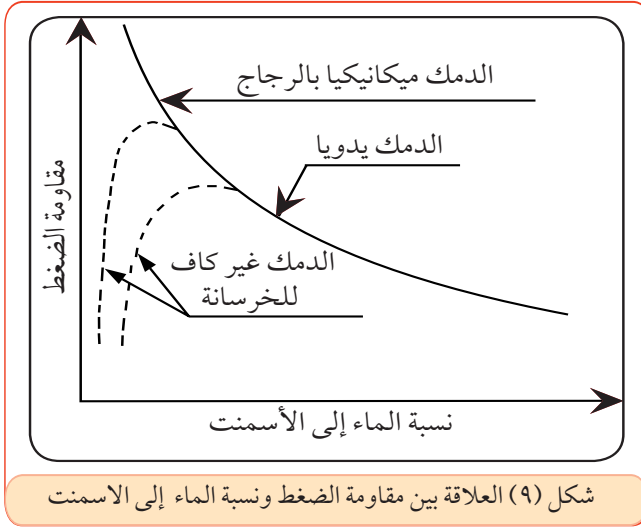 الدمك ميكانيكيا بالرجاج
الدمك يدويا
مقاومة الضغط
الدمك غير كاف
للخرسانة
نسبة الماء إلى الأسمنت
شكل (٩) العلاقة بين مقاومة الضغط ونسبة الماء إلى الاسمنت